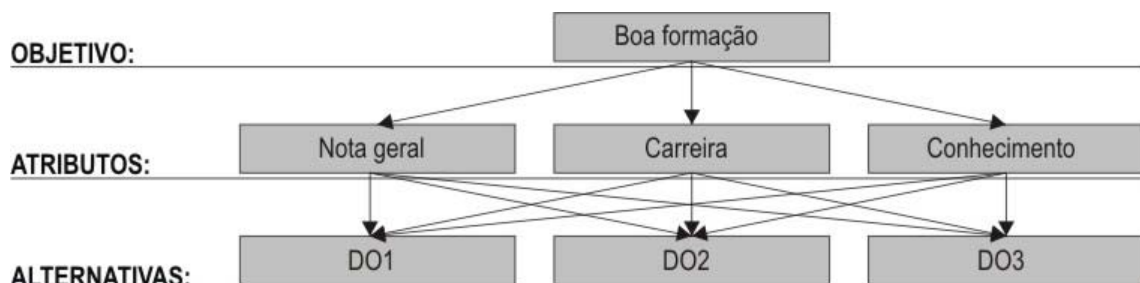 Boa formação
OBJETIVO:
Nota geral Carreira Conhecimento
ATRIBUTOS:
DO1 DO2 DO3
ALTERNATIVAS: